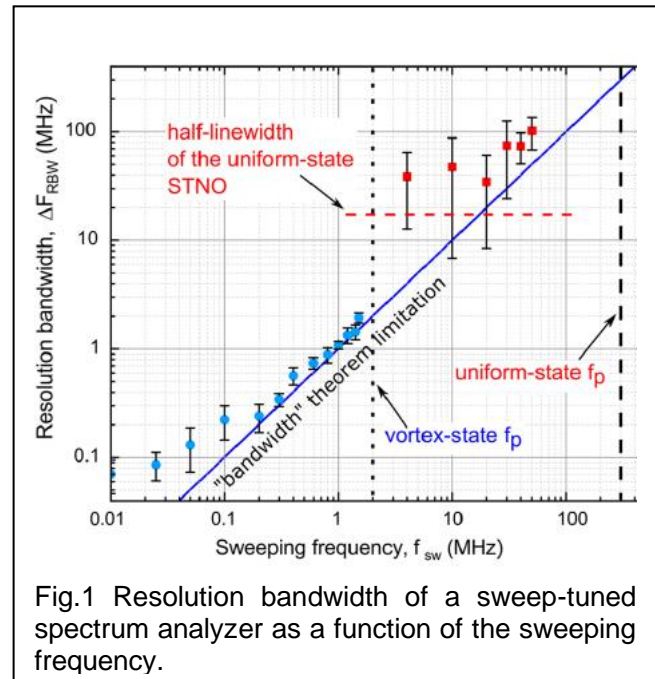 Resolution bandwidth, ΔF_RBW (MHz)
100
10
1
0.1
half-linewidth
of the uniform-state
STNO
"bandwidth" theorem limitation
uniform-state f_p
vortex-state f_p
0.01 0.1 1 10 100
Sweeping frequency, f_sw (MHz)
Fig.1 Resolution bandwidth of a sweep-tuned
spectrum analyzer as a function of the sweeping
frequency.